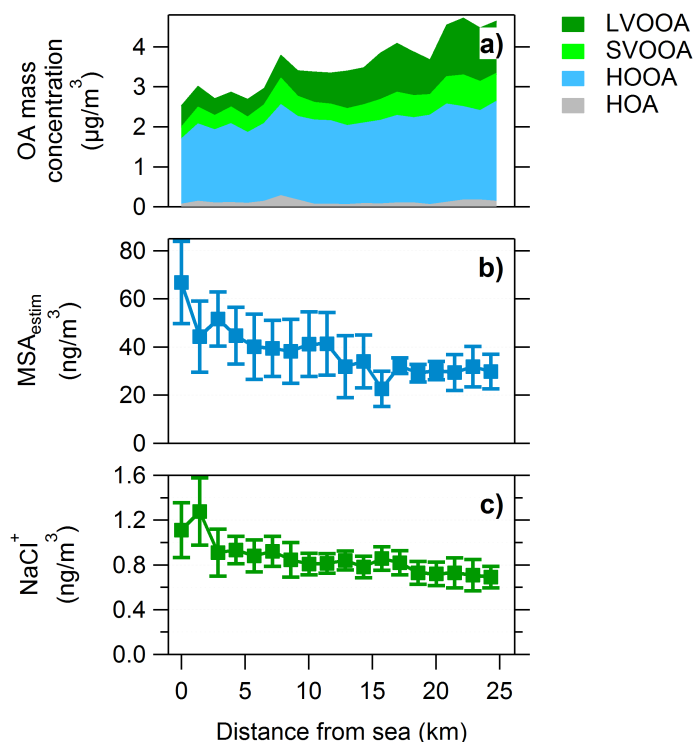 a)
LVOOA
SVOOA
HOOA
HOA
OA mass
concentration
(µg/m³)
4
3
2
1
0
b)
MSAestim
(ng/m³)
80
60
40
20
0
c)
NaCl⁺
(ng/m³)
1.6
1.2
0.8
0.4
0.0
0 5 10 15 20 25
Distance from sea (km)